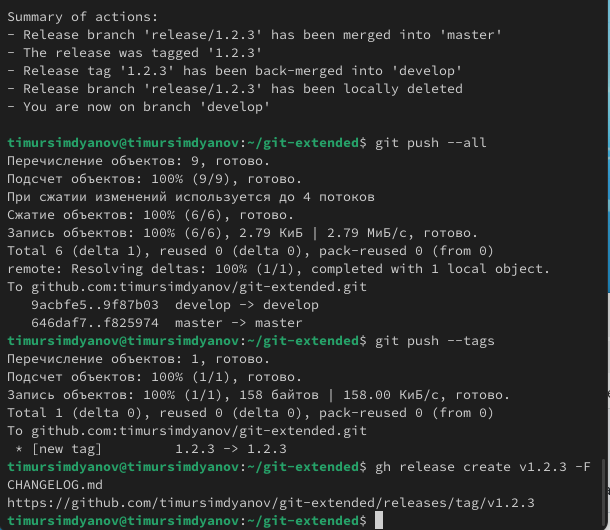 Summary of actions:
- Release branch 'release/1.2.3' has been merged into 'master'
- The release was tagged '1.2.3'
- Release tag '1.2.3' has been back-merged into 'develop'
- Release branch 'release/1.2.3' has been locally deleted
- You are now on branch 'develop'
timursimdyanov@timursimdyanov:~/git-extended$ git push --all
Перечисление объектов: 9, готово.
Подсчет объектов: 100% (9/9), готово.
При сжатии изменений используется до 4 потоков
Сжатие объектов: 100% (6/6), готово.
Запись объектов: 100% (6/6), 2.79 КиБ | 2.79 МиБ/с, готово.
Total 6 (delta 1), reused 0 (delta 0), pack-reused 0 (from 0)
remote: Resolving deltas: 100% (1/1), completed with 1 local object.
To github.com:timursimdyanov/git-extended.git
   9acbfe5..9f87b03  develop -> develop
   646daf7..f825974  master -> master
timursimdyanov@timursimdyanov:~/git-extended$ git push --tags
Перечисление объектов: 1, готово.
Подсчет объектов: 100% (1/1), готово.
Запись объектов: 100% (1/1), 158 байтов | 158.00 КиБ/с, готово.
Total 1 (delta 0), reused 0 (delta 0), pack-reused 0 (from 0)
To github.com:timursimdyanov/git-extended.git
 * [new tag]         1.2.3 -> 1.2.3
timursimdyanov@timursimdyanov:~/git-extended$ gh release create v1.2.3 -F
CHANGELOG.md
https://github.com/timursimdyanov/git-extended/releases/tag/v1.2.3
timursimdyanov@timursimdyanov:~/git-extended$